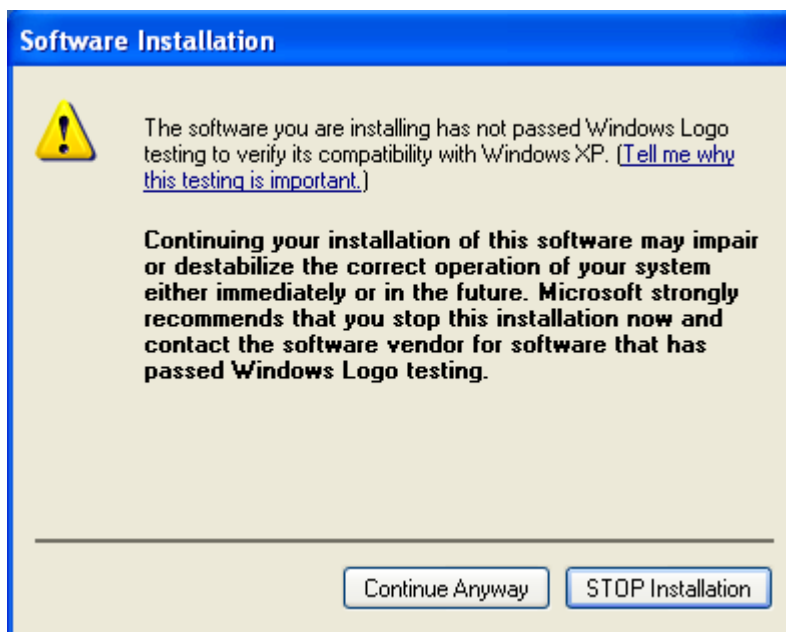 Software Installation
The software you are installing has not passed Windows Logo
testing to verify its compatibility with Windows XP. (Tell me why
this testing is important.)
Continuing your installation of this software may impair
or destabilize the correct operation of your system
either immediately or in the future. Microsoft strongly
recommends that you stop this installation now and
contact the software vendor for software that has
passed Windows Logo testing.
Continue Anyway
STOP Installation